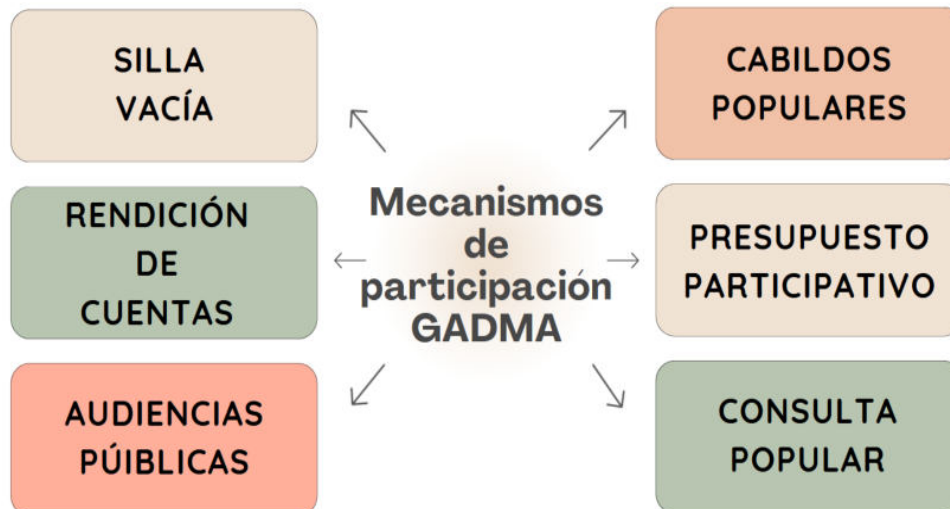 SILLA
VACÍA
RENDICIÓN
DE
CUENTAS
AUDIENCIAS
PÚIBLICAS
Mecanismos
de
participación
GADMA
CABILDOS
POPULARES
PRESUPUESTO
PARTICIPATIVO
CONSULTA
POPULAR